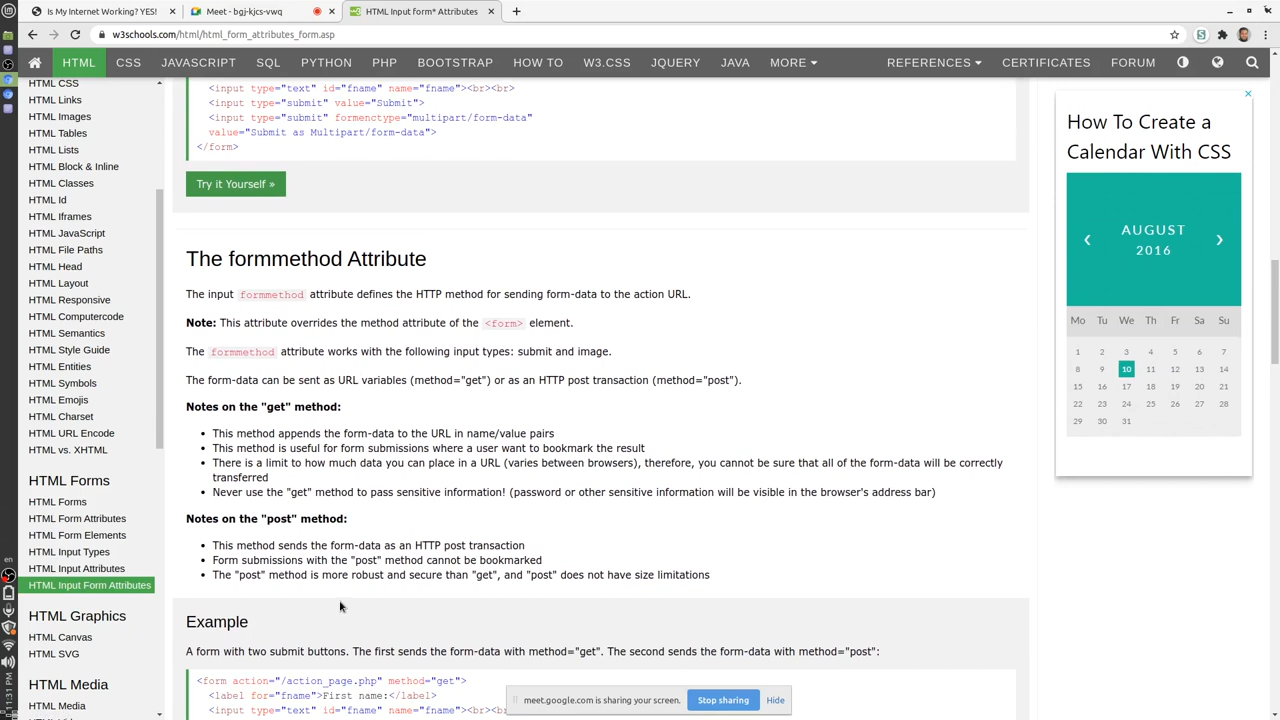 Is My Internet Working? YES!
Meet - bgj-kjcs-vwq
HTML Input form* Attributes
w3schools.com/html/html_form_attributes_form.asp
HTML CSS JAVASCRIPT SQL PYTHON PHP BOOTSTRAP HOW TO W3.CSS JQUERY JAVA MORE REFERENCES CERTIFICATES FORUM
HTML CSS
HTML Links
HTML Images
HTML Tables
HTML Lists
HTML Block & Inline
HTML Classes
HTML Id
HTML Iframes
HTML JavaScript
HTML File Paths
HTML Head
HTML Layout
HTML Responsive
HTML Computercode
HTML Semantics
HTML Style Guide
HTML Entities
HTML Symbols
HTML Emojis
HTML Charset
HTML URL Encode
HTML vs. XHTML
HTML Forms
HTML Forms
HTML Form Attributes
HTML Form Elements
HTML Input Types
HTML Input Attributes
HTML Input Form Attributes
HTML Graphics
HTML Canvas
HTML SVG
HTML Media
HTML Media
<input type="text" id="fname" name="fname"><br><br>
<input type="submit" value="Submit">
<input type="submit" formenctype="multipart/form-data"
value="Submit as Multipart/form-data">
</form>
Try it Yourself »
The formmethod Attribute
The input formmethod attribute defines the HTTP method for sending form-data to the action URL.
Note: This attribute overrides the method attribute of the <form> element.
The formmethod attribute works with the following input types: submit and image.
The form-data can be sent as URL variables (method="get") or as an HTTP post transaction (method="post").
Notes on the "get" method:
• This method appends the form-data to the URL in name/value pairs
• This method is useful for form submissions where a user want to bookmark the result
• There is a limit to how much data you can place in a URL (varies between browsers), therefore, you cannot be sure that all of the form-data will be correctly
transferred
• Never use the "get" method to pass sensitive information! (password or other sensitive information will be visible in the browser's address bar)
Notes on the "post" method:
• This method sends the form-data as an HTTP post transaction
• Form submissions with the "post" method cannot be bookmarked
• The "post" method is more robust and secure than "get", and "post" does not have size limitations
Example
A form with two submit buttons. The first sends the form-data with method="get". The second sends the form-data with method="post":
<form action="/action_page.php" method="get">
<label for="fname">First name:</label>
<input type="text" id="fname" name="fname"><br><b
meet.google.com is sharing your screen. Stop sharing Hide
How To Create a
Calendar With CSS
❮ AUGUST ❯
2016
Mo Tu We Th Fr Sa Su
1 2 3 4 5 6 7
8 9 10 11 12 13 14
15 16 17 18 19 20 21
22 23 24 25 26 27 28
29 30 31
en
11:31 PM